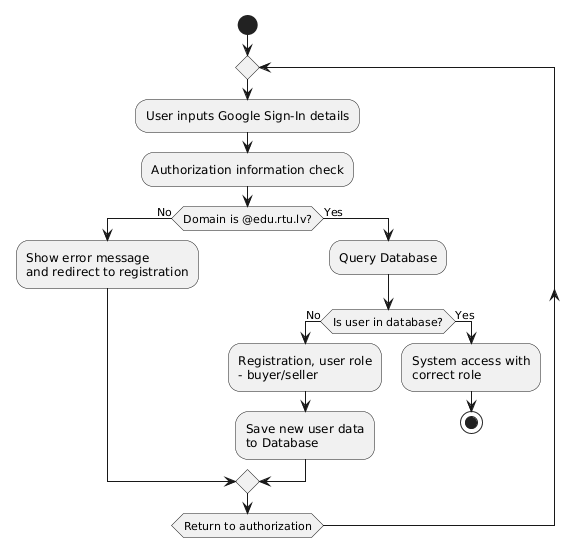 User inputs Google Sign-In details
Authorization information check
No
Domain is @edu.rtu.lv?
Yes
Show error message
and redirect to registration
Query Database
No
Is user in database?
Yes
Registration, user role
- buyer/seller
System access with
correct role
Save new user data
to Database
Return to authorization